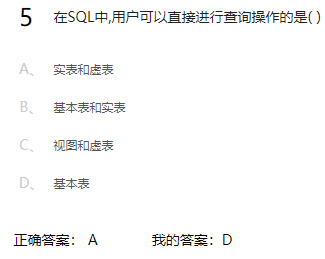 5 在SQL中,用户可以直接进行查询操作的是( )
A、 实表和虚表
B、 基本表和实表
C、 视图和虚表
D、 基本表
正确答案： A 我的答案：D